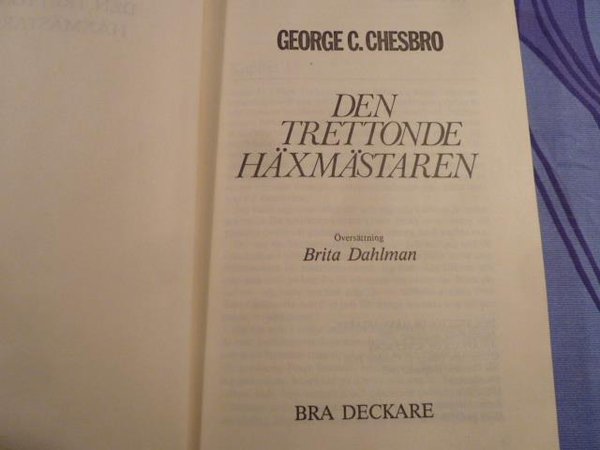 GEORGE C. CHESBRO
DEN
TRETTONDE
HÄXMÄSTAREN
Översättning
Brita Dahlman
BRA DECKARE